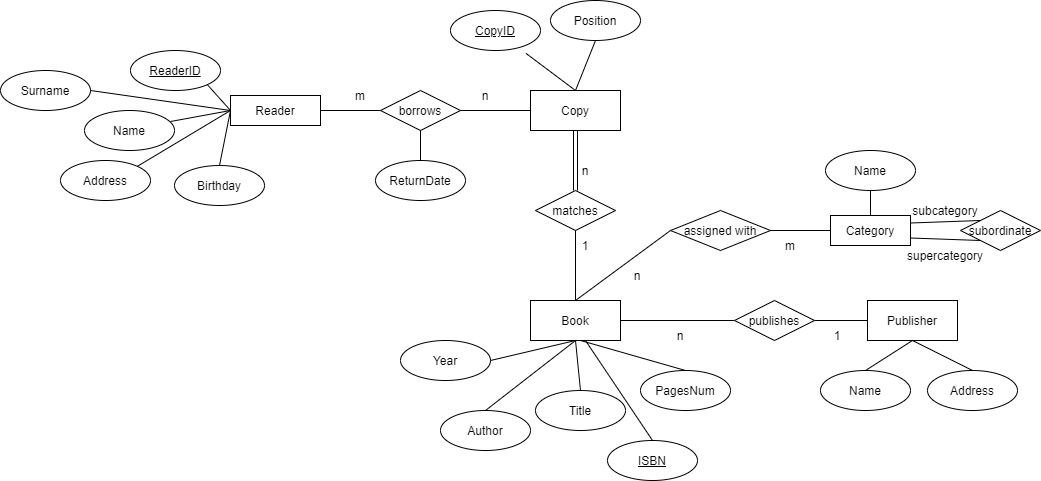 Position
CopyID
ReaderID
Surname
m
n
Reader
borrows
Copy
Name
Address
Birthday
ReturnDate
n
Name
matches
subcategory
assigned with
Category
subordinate
1
m
supercategory
n
Book
publishes
Publisher
n
1
Year
PagesNum
Name
Address
Title
Author
ISBN